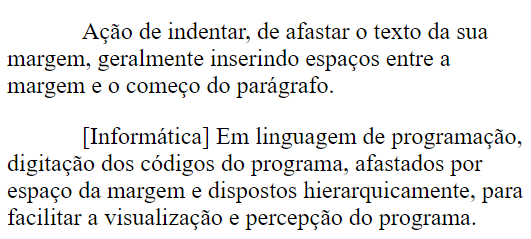 Ação de indentar, de afastar o texto da sua
margem, geralmente inserindo espaços entre a
margem e o começo do parágrafo.
[Informática] Em linguagem de programação,
digitação dos códigos do programa, afastados por
espaço da margem e dispostos hierarquicamente, para
facilitar a visualização e percepção do programa.